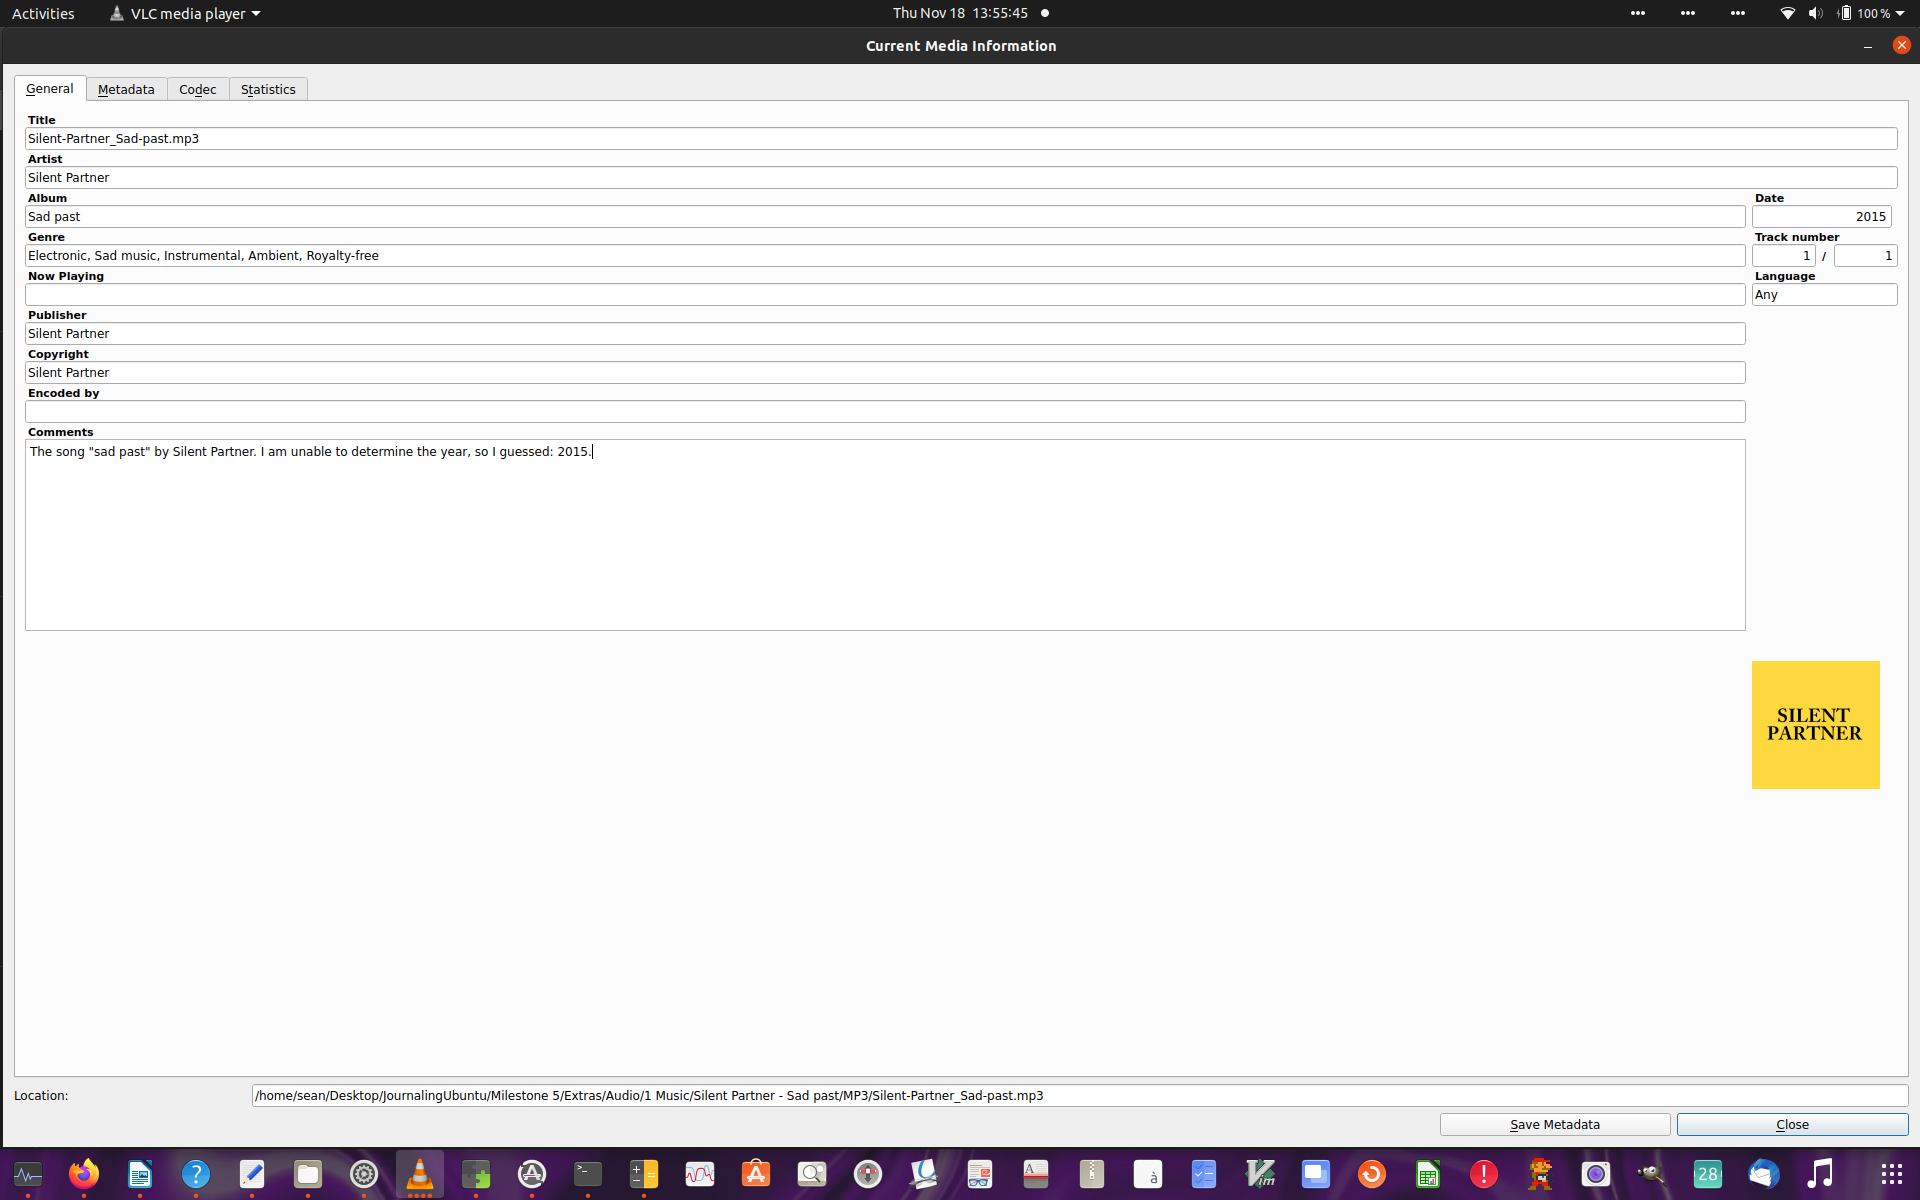 Activities VLC media player Thu Nov 18 13:55:45 100 %
Current Media Information
General Metadata Codec Statistics
Title
Silent-Partner_Sad-past.mp3
Artist
Silent Partner
Album Date
Sad past 2015
Genre Track number
Electronic, Sad music, Instrumental, Ambient, Royalty-free 1 / 1
Now Playing Language
Any
Publisher
Silent Partner
Copyright
Silent Partner
Encoded by
Comments
The song "sad past" by Silent Partner. I am unable to determine the year, so I guessed: 2015.
SILENT
PARTNER
Location: /home/sean/Desktop/JournalingUbuntu/Milestone 5/Extras/Audio/1 Music/Silent Partner - Sad past/MP3/Silent-Partner_Sad-past.mp3
Save Metadata Close
28